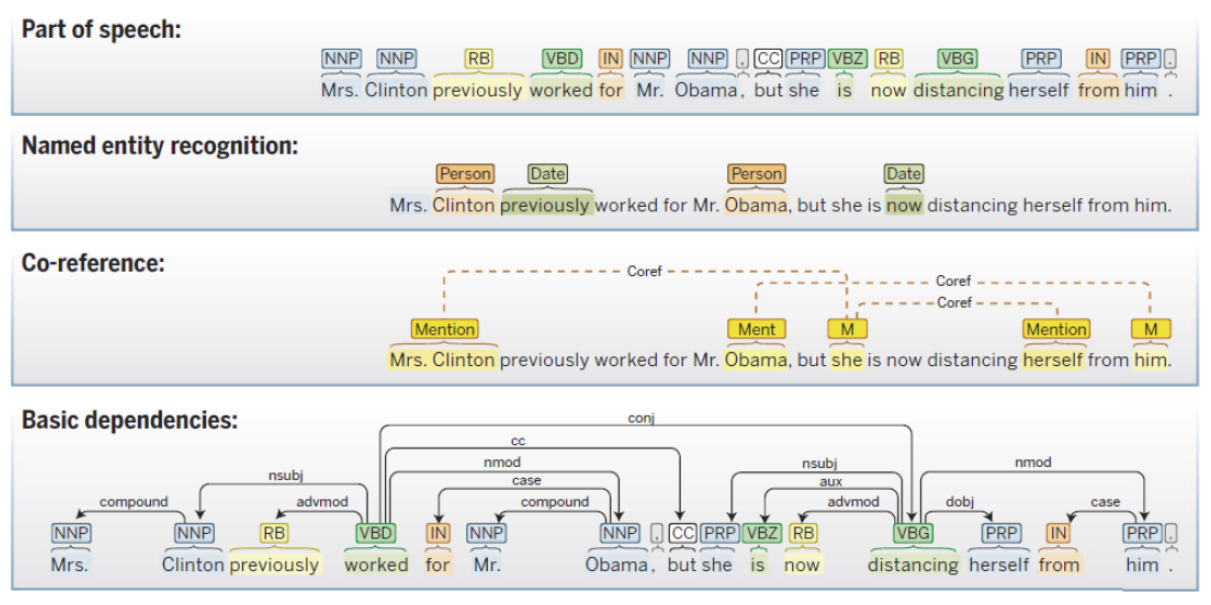 Part of speech:
NNP NNP RB VBD IN NNP NNP , CC PRP VBZ RB VBG PRP IN PRP .
Mrs. Clinton previously worked for Mr. Obama, but she is now distancing herself from him .
Named entity recognition:
Person Date Person Date
Mrs. Clinton previously worked for Mr. Obama, but she is now distancing herself from him.
Co-reference:
Coref
Coref
Coref
Mention Ment M Mention M
Mrs. Clinton previously worked for Mr. Obama, but she is now distancing herself from him.
Basic dependencies:
conj
cc
nmod nsubj nmod
nsubj case aux
compound advmod compound advmod dobj case
NNP NNP RB VBD IN NNP NNP , CC PRP VBZ RB VBG PRP IN PRP .
Mrs. Clinton previously worked for Mr. Obama, but she is now distancing herself from him .